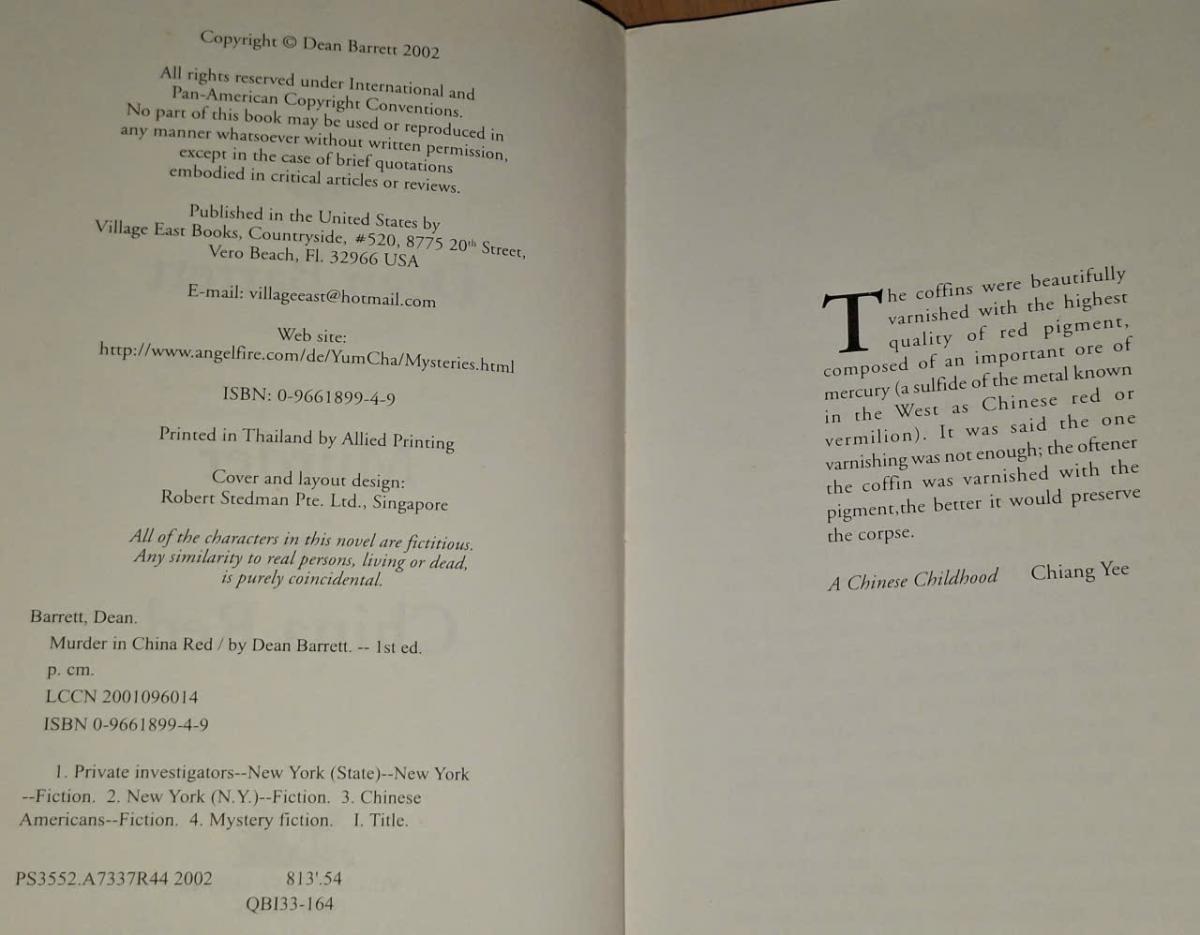 Copyright © Dean Barrett 2002
All rights reserved under International and
Pan-American Copyright Conventions.
No part of this book may be used or reproduced in
any manner whatsoever without written permission,
except in the case of brief quotations
embodied in critical articles or reviews.
Published in the United States by
Village East Books, Countryside, #520, 8775 20th Street,
Vero Beach, Fl. 32966 USA
E-mail: villageeast@hotmail.com
Web site:
http://www.angelfire.com/de/YumCha/Mysteries.html
ISBN: 0-9661899-4-9
Printed in Thailand by Allied Printing
Cover and layout design:
Robert Stedman Pte. Ltd., Singapore
All of the characters in this novel are fictitious.
Any similarity to real persons, living or dead,
is purely coincidental.
Barrett, Dean.
Murder in China Red / by Dean Barrett. -- 1st ed.
p. cm.
LCCN 2001096014
ISBN 0-9661899-4-9
1. Private investigators--New York (State)--New York
--Fiction. 2. New York (N.Y.)--Fiction. 3. Chinese
Americans--Fiction. 4. Mystery fiction. I. Title.
PS3552.A7337R44 2002 813'.54
QBI33-164
The coffins were beautifully
varnished with the highest
quality of red pigment,
composed of an important ore of
mercury (a sulfide of the metal known
in the West as Chinese red or
vermilion). It was said the one
varnishing was not enough; the oftener
the coffin was varnished with the
pigment,the better it would preserve
the corpse.
A Chinese Childhood Chiang Yee